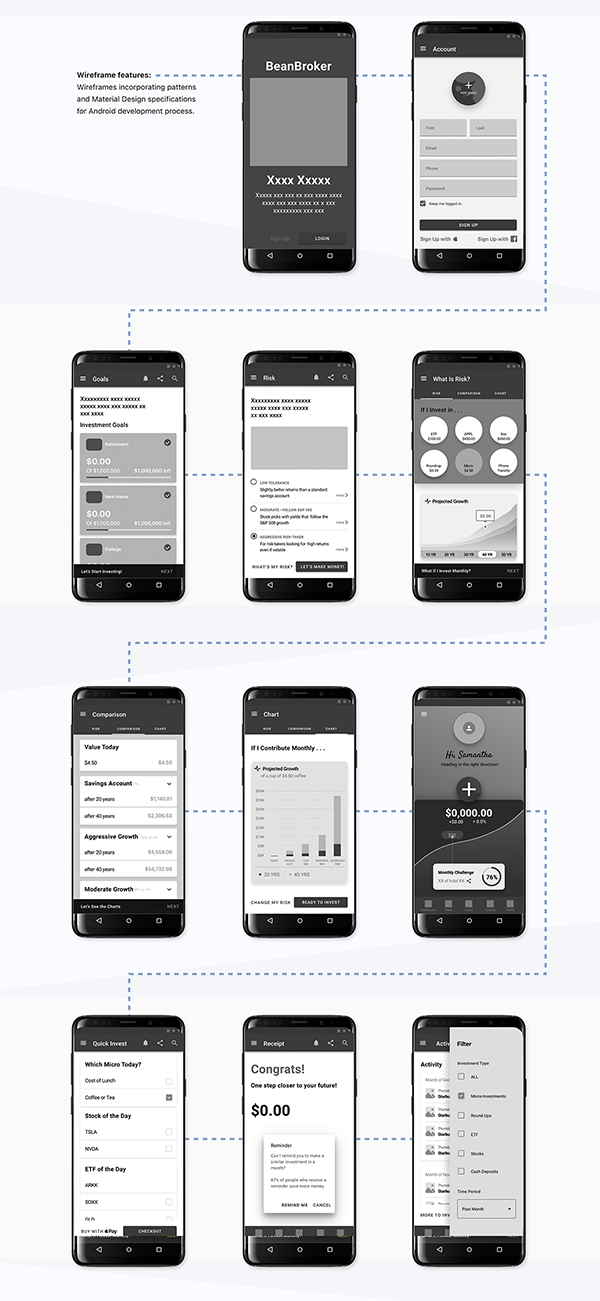 Wireframe features:
Wireframes incorporating patterns
and Material Design specifications
for Android development process.
BeanBroker
Xxxx Xxxxx
Xxxxx xxx xxx xx xxx xxxx xxxx
xxxx xxx xxx xxxx xx x xxx
xxxxxxxxx xxx xxx
Sign Up
LOGIN
Account
Add photo
First
Last
Email
Phone
Password
Keep me logged in.
SIGN UP
Sign Up with
Sign Up with
Goals
Xxxxxxxxx xxxx xxxxx
xxxxx xxxx xxx xxxxx xx
xxx xxxx
Investment Goals
Retirement
$0.00
Of $1,000,000
$1,000,000 left
New Home
$0.00
Of $1,000,000
$1,000,000 left
College
Let's Start Investing!
NEXT
Risk
Xxxxxxxxx xxxx xxxxx
xxxxx xxxx xxx xxxxx
xx xxx xxxx
LOW TOLERANCE
Slightly better returns than a standard
savings account
more
MODERATE - FOLLOW S&P 500
Stock picks with yields that follow the
S&P 500 growth
more
AGGRESSIVE RISK-TAKER
For risk-takers looking for high returns
even if volatile
more
WHAT'S MY RISK?
LET'S MAKE MONEY!
What Is Risk?
RISK
COMPARISON
CHART
If I Invest in . . .
ETF
$100.00
APPL
$450.00
$450.00
Roundup
$0.39
Micro
$4.50
Phone
Transfer
Projected Growth
$0.00
10 YR
20 YR
30 YR
40 YR
50 YR
What if I Invest Monthly?
NEXT
Comparison
RISK
COMPARISON
CHART
Value Today
$4.50
$4.50
Savings Account
after 20 years
$1,140.81
after 40 years
$2,396.63
Aggressive Growth
after 20 years
$4,558.06
after 40 years
$54,732.98
Moderate Growth
Let's See the Charts
NEXT
Chart
RISK
COMPARISON
CHART
If I Contribute Monthly . . .
Projected Growth
of a cup of $4.50 coffee
20 YRS
40 YRS
CHANGE MY RISK
READY TO INVEST
Hi, Samantha
Heading in the right direction!
$0,000.00
+$0.00
+ 0.0%
Monthly Challenge
XX of total XX
76%
Quick Invest
Which Micro Today?
Cost of Lunch
Coffee or Tea
Stock of the Day
TSLA
NVDA
ETF of the Day
ARKK
SOXX
BUY WITH Pay
CHECKOUT
Receipt
Congrats!
One step closer to your future!
$0.00
Reminder
Can I remind you to make a
similar investment in a
month?
87% of people who receive a
reminder save more money.
REMIND ME
CANCEL
Activity
MORE TO INV
Filter
Investment Type
ALL
Micro-Investments
Round-Ups
ETF
Stocks
Cash Deposits
Time Period
Past Month